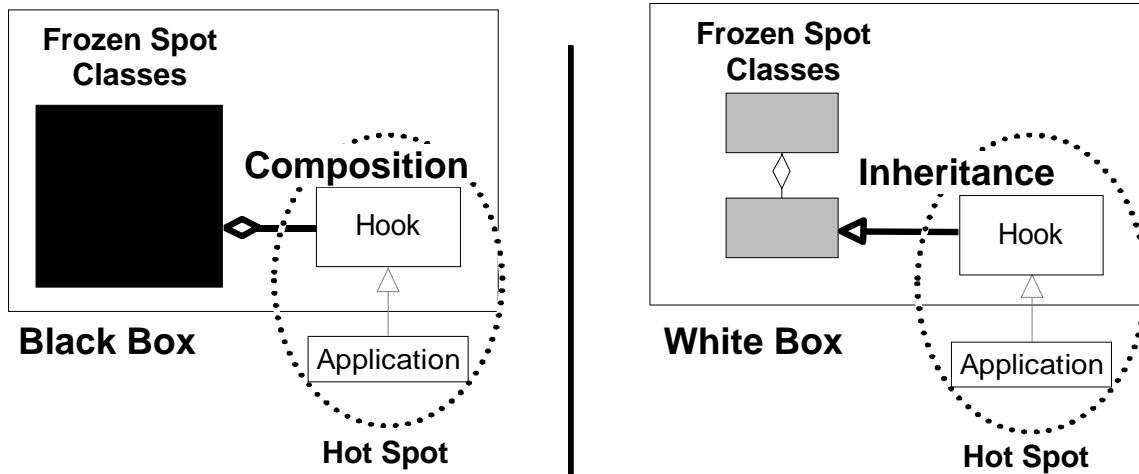 Frozen Spot
Classes
Composition
Hook
Black Box
Application
Hot Spot
Frozen Spot
Classes
Inheritance
Hook
White Box
Application
Hot Spot